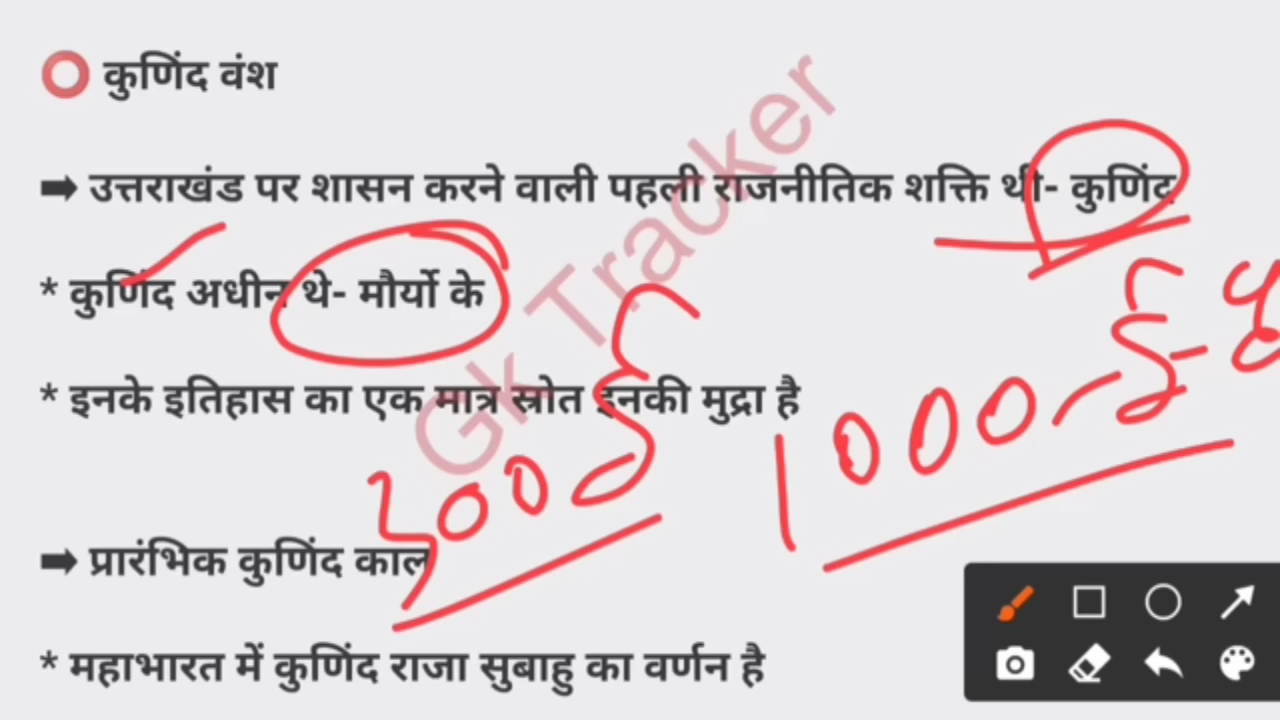 कुणिंद वंश
➡ उत्तराखंड पर शासन करने वाली पहली राजनीतिक शक्ति थी- कुणिंद
* कुणिंद अधीन थे- मौर्यो के
* इनके इतिहास का एक मात्र स्रोत इनकी मुद्रा है
➡ प्रारंभिक कुणिंद काल
* महाभारत में कुणिंद राजा सुबाहु का वर्णन है
Gk Tracker
1000